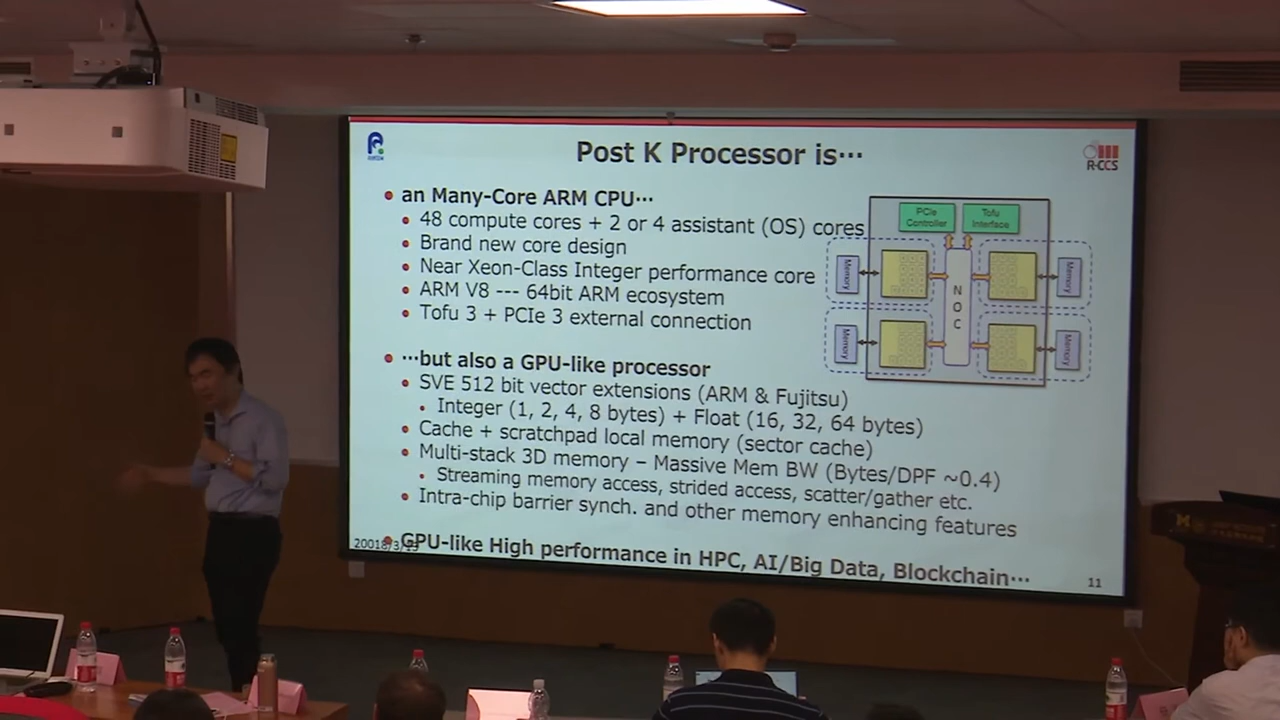 Post K Processor is…
R-CCS
an Many-Core ARM CPU…
48 compute cores + 2 or 4 assistant (OS) cores
Brand new core design
Near Xeon-Class Integer performance core
ARM V8 --- 64bit ARM ecosystem
Tofu 3 + PCIe 3 external connection
PCIe Controller
Tofu Interface
Memory
Memory
NOC
Memory
Memory
…but also a GPU-like processor
SVE 512 bit vector extensions (ARM & Fujitsu)
Integer (1, 2, 4, 8 bytes) + Float (16, 32, 64 bytes)
Cache + scratchpad local memory (sector cache)
Multi-stack 3D memory – Massive Mem BW (Bytes/DPF ~0.4)
Streaming memory access, strided access, scatter/gather etc.
Intra-chip barrier synch. and other memory enhancing features
GPU-like High performance in HPC, AI/Big Data, Blockchain…
11